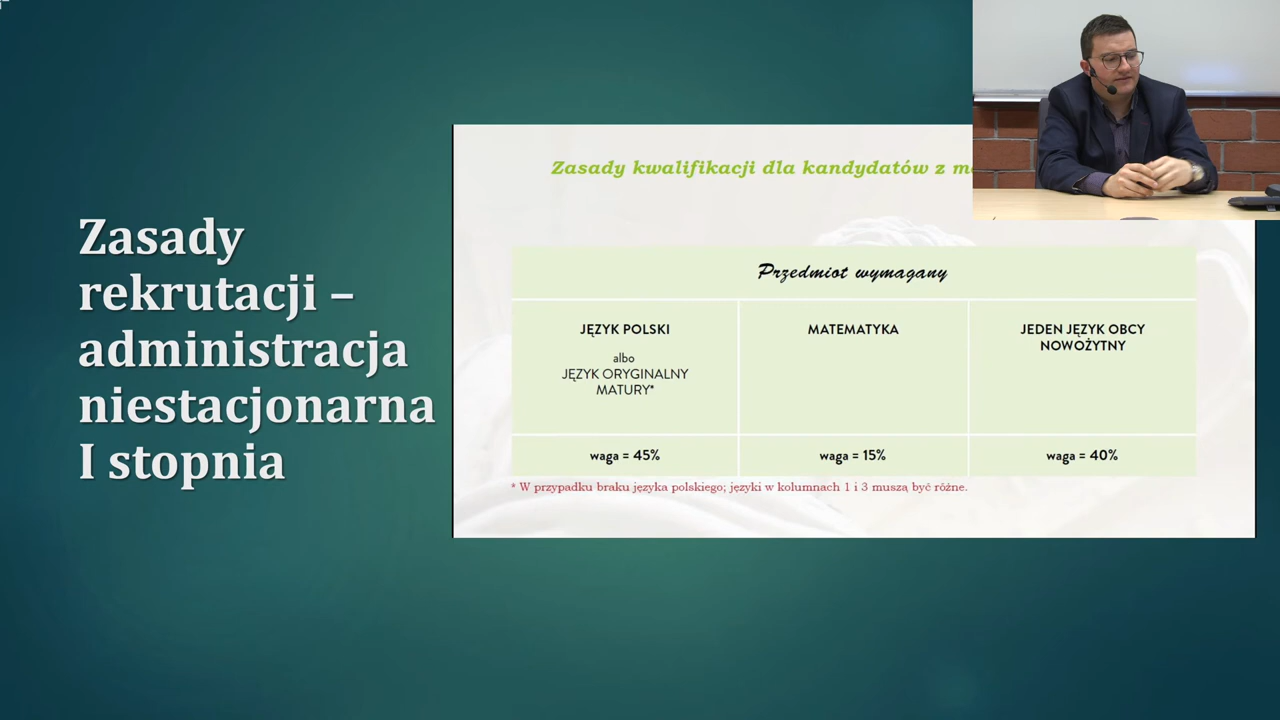 Zasady
rekrutacji –
administracja
niestacjonarna
I stopnia
Zasady kwalifikacji dla kandydatów z
Przedmiot wymagany
JĘZYK POLSKI
albo
JĘZYK ORYGINALNY
MATURY*
MATEMATYKA
JEDEN JĘZYK OBCY
NOWOŻYTNY
waga = 45%
waga = 15%
waga = 40%
* W przypadku braku języka polskiego; języki w kolumnach 1 i 3 muszą być różne.